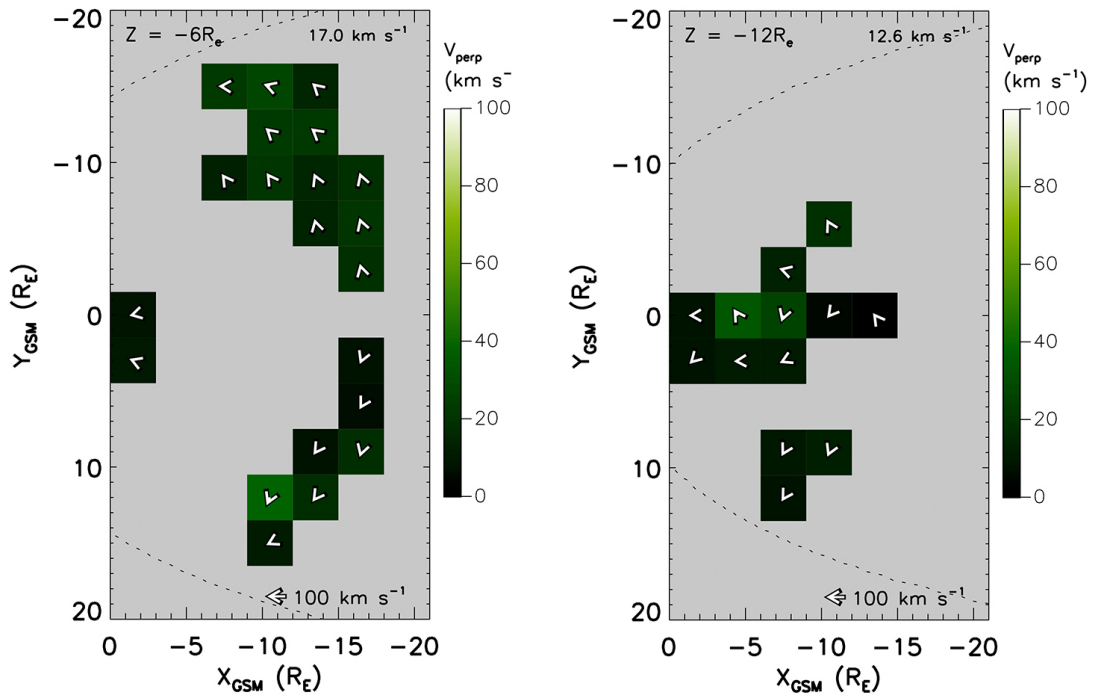 Z = −6Rₑ 17.0 km s⁻¹
V_perp
(km s⁻
100
80
60
40
20
0
−20
−10
0
10
20
Y_GSM (R_E)
100 km s⁻¹
0 −5 −10 −15 −20
X_GSM (R_E)
Z = −12Rₑ 12.6 km s⁻¹
V_perp
(km s⁻¹)
100
80
60
40
20
0
−20
−10
0
10
20
Y_GSM (R_E)
100 km s⁻¹
0 −5 −10 −15 −20
X_GSM (R_E)